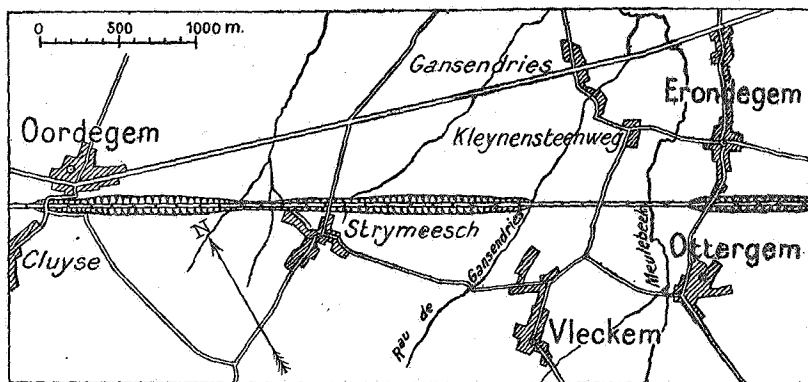 0 500 1000 m.
Gansendries
Oordegem
Erondegem
Kleynensteenweg
N
Strymeesch
Cluyse
Gansendries
Meulebeek
Ottergem
Rau de
Vleckem